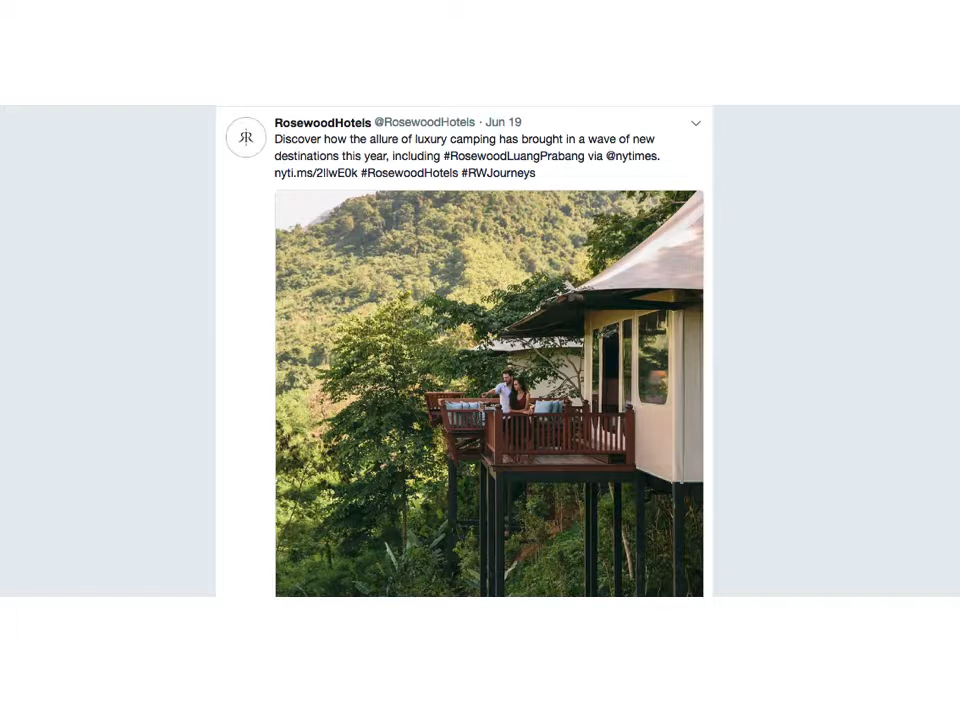 RosewoodHotels @RosewoodHotels · Jun 19
Discover how the allure of luxury camping has brought in a wave of new
destinations this year, including #RosewoodLuangPrabang via @nytimes.
nyti.ms/2IlwE0k #RosewoodHotels #RWJourneys